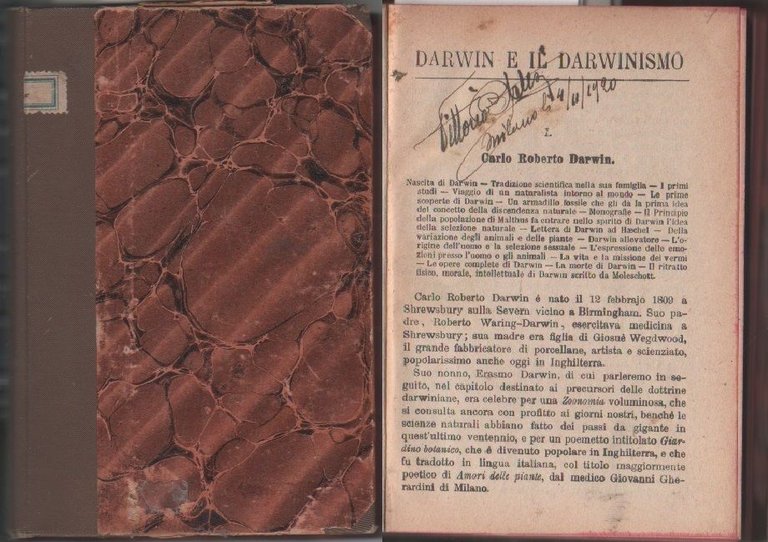 DARWIN E IL DARWINISMO
Vittorio
Milano
I.
Carlo Roberto Darwin.
Nascita di Darwin — Tradizione scientifica nella sua famiglia — I primi
studi — Viaggio di un naturalista intorno al mondo — Le prime
scoperte di Darwin — Un armadillo fossile che gli da la prima idea
del concetto della discendenza naturale — Monografie — Il Principio
della popoluzione di Malthus fa entrare nello spirito di Darwin l'idea
della selezione naturale — Lettera di Darwin ad Haeckel — Della
variazione degli animali e delle piante — Darwin allevatore — L'o-
rigine dell'uomo e la selezione sessuale — L'espressione delle emo-
zioni presso l'uomo e gli animali — La vita e la missione dei vermi
— Le opere complete di Darwin — La morte di Darwin — Il ritratto
fisico, morale, intellettuale di Darwin scritto da Moleschott.
Carlo Roberto Darwin é nato il 12 febbrajo 1809 a
Shrewsbury sulla Severn vicino a Birmingham. Suo pa-
dre, Roberto Waring-Darwin, esercitava medicina a
Shrewsbury; sua madre era figlia di Giosuè Wegdwood,
il grande fabbricatore di porcellane, artista e scienziato,
popolarissimo anche oggi in Inghilterra.
Suo nonno, Erasmo Darwin, di cui parleremo in se-
guito, nel capitolo destinato ai precursori delle dottrine
darwiniane, era celebre per una Zoonomia voluminosa, che
si consulta ancora con profitto ai giorni nostri, benché le
scienze naturali abbiano fatto dei passi da gigante in
quest'ultimo ventennio, e per un poemetto intitolato Giar-
dino botanico, che è divenuto popolare in Inghilterra, e che
fu tradotto in lingua italiana, col titolo maggiormente
poetico di Amori delle piante, dal medico Giovanni Ghe-
rardini di Milano.